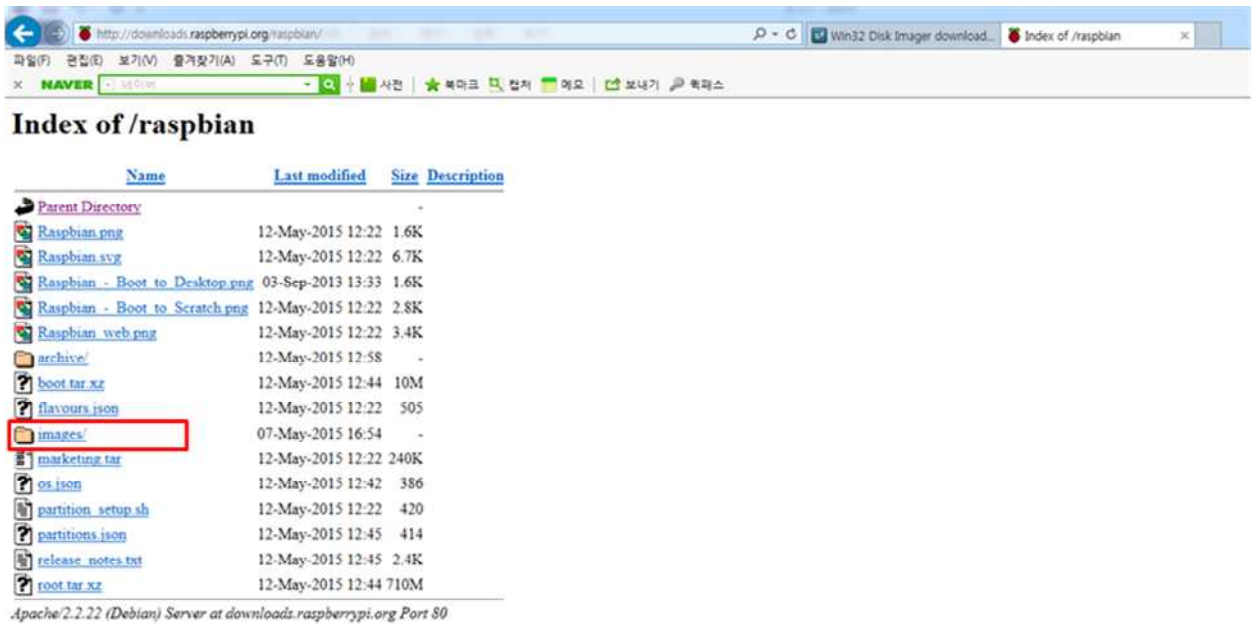 http://downloads.raspberrypi.org/raspbian/
Win32 Disk Imager download...
Index of /raspbian
파일(F) 편집(E) 보기(V) 즐겨찾기(A) 도구(T) 도움말(H)
NAVER 네이버 사전 북마크 캡처 메모 보내기 퀵패스
Index of /raspbian
Name Last modified Size Description
Parent Directory -
Raspbian.png 12-May-2015 12:22 1.6K
Raspbian.svg 12-May-2015 12:22 6.7K
Raspbian_-_Boot_to_Desktop.png 03-Sep-2013 13:33 1.6K
Raspbian_-_Boot_to_Scratch.png 12-May-2015 12:22 2.8K
Raspbian_web.png 12-May-2015 12:22 3.4K
archive/ 12-May-2015 12:58 -
boot.tar.xz 12-May-2015 12:44 10M
flavours.json 12-May-2015 12:22 505
images/ 07-May-2015 16:54 -
marketing.tar 12-May-2015 12:22 240K
os.json 12-May-2015 12:42 386
partition_setup.sh 12-May-2015 12:22 420
partitions.json 12-May-2015 12:45 414
release_notes.txt 12-May-2015 12:45 2.4K
root.tar.xz 12-May-2015 12:44 710M
Apache/2.2.22 (Debian) Server at downloads.raspberrypi.org Port 80